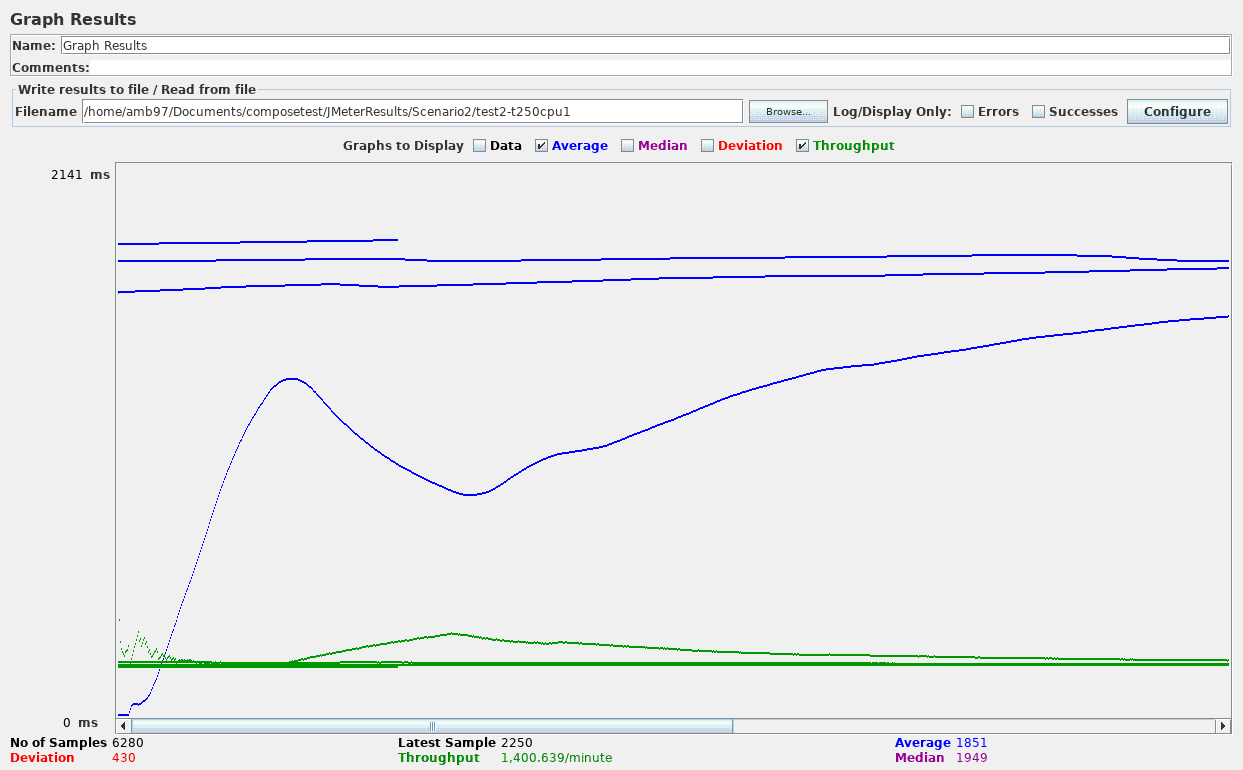 Graph Results
Name: Graph Results
Comments:
Write results to file / Read from file
Filename /home/amb97/Documents/composetest/JMeterResults/Scenario2/test2-t250cpu1 Browse... Log/Display Only: Errors Successes Configure
Graphs to Display Data Average Median Deviation Throughput
2141 ms
0 ms
No of Samples 6280 Latest Sample 2250 Average 1851
Deviation 430 Throughput 1,400.639/minute Median 1949